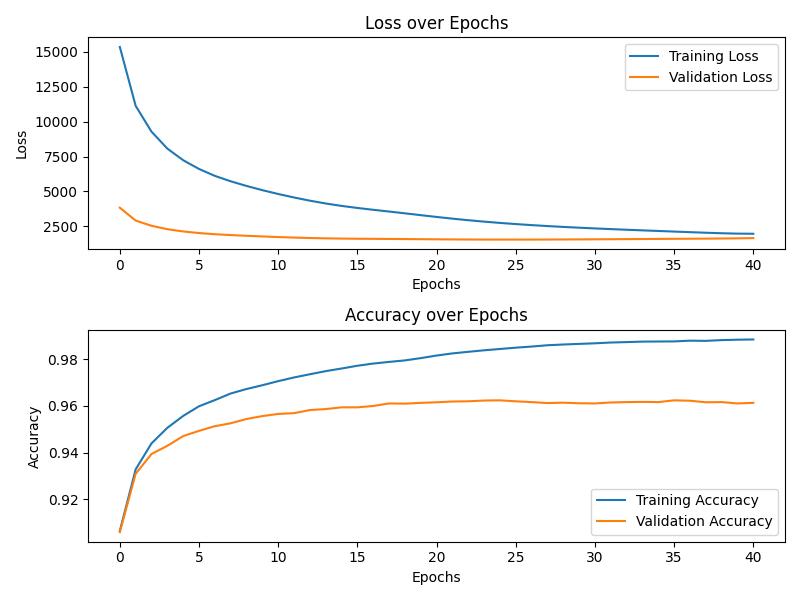 Loss over Epochs
15000
12500
10000
7500
5000
2500
Loss
Training Loss
Validation Loss
0 5 10 15 20 25 30 35 40
Epochs
Accuracy over Epochs
0.98
0.96
0.94
0.92
Accuracy
Training Accuracy
Validation Accuracy
0 5 10 15 20 25 30 35 40
Epochs